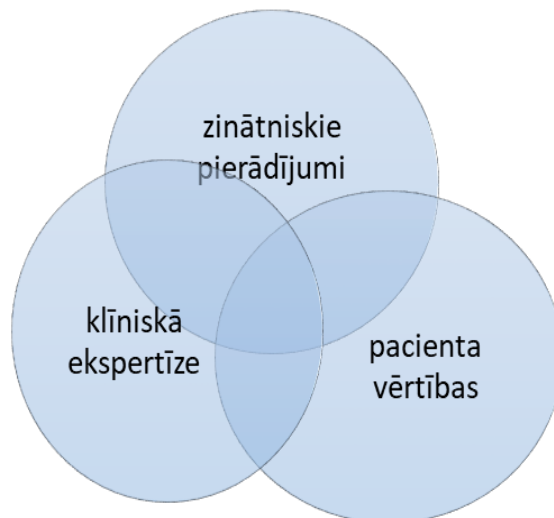 zinātniskie
pierādījumi
klīniskā
ekspertīze
pacienta
vērtības